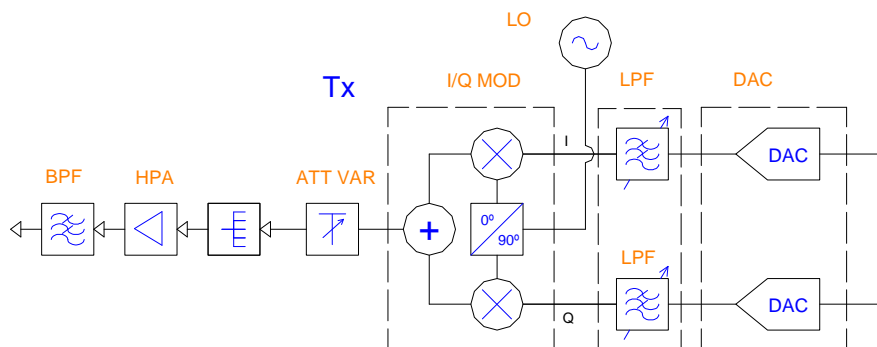 LO
Tx
I/Q MOD
LPF
DAC
I
DAC
BPF
HPA
ATT VAR
+
0º
90º
LPF
Q
DAC